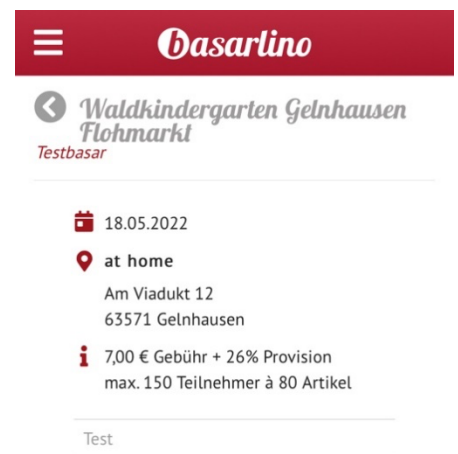 basarlino
Waldkindergarten Gelnhausen
Flohmarkt
Testbasar
18.05.2022
at home
Am Viadukt 12
63571 Gelnhausen
7,00 € Gebühr + 26% Provision
max. 150 Teilnehmer à 80 Artikel
Test